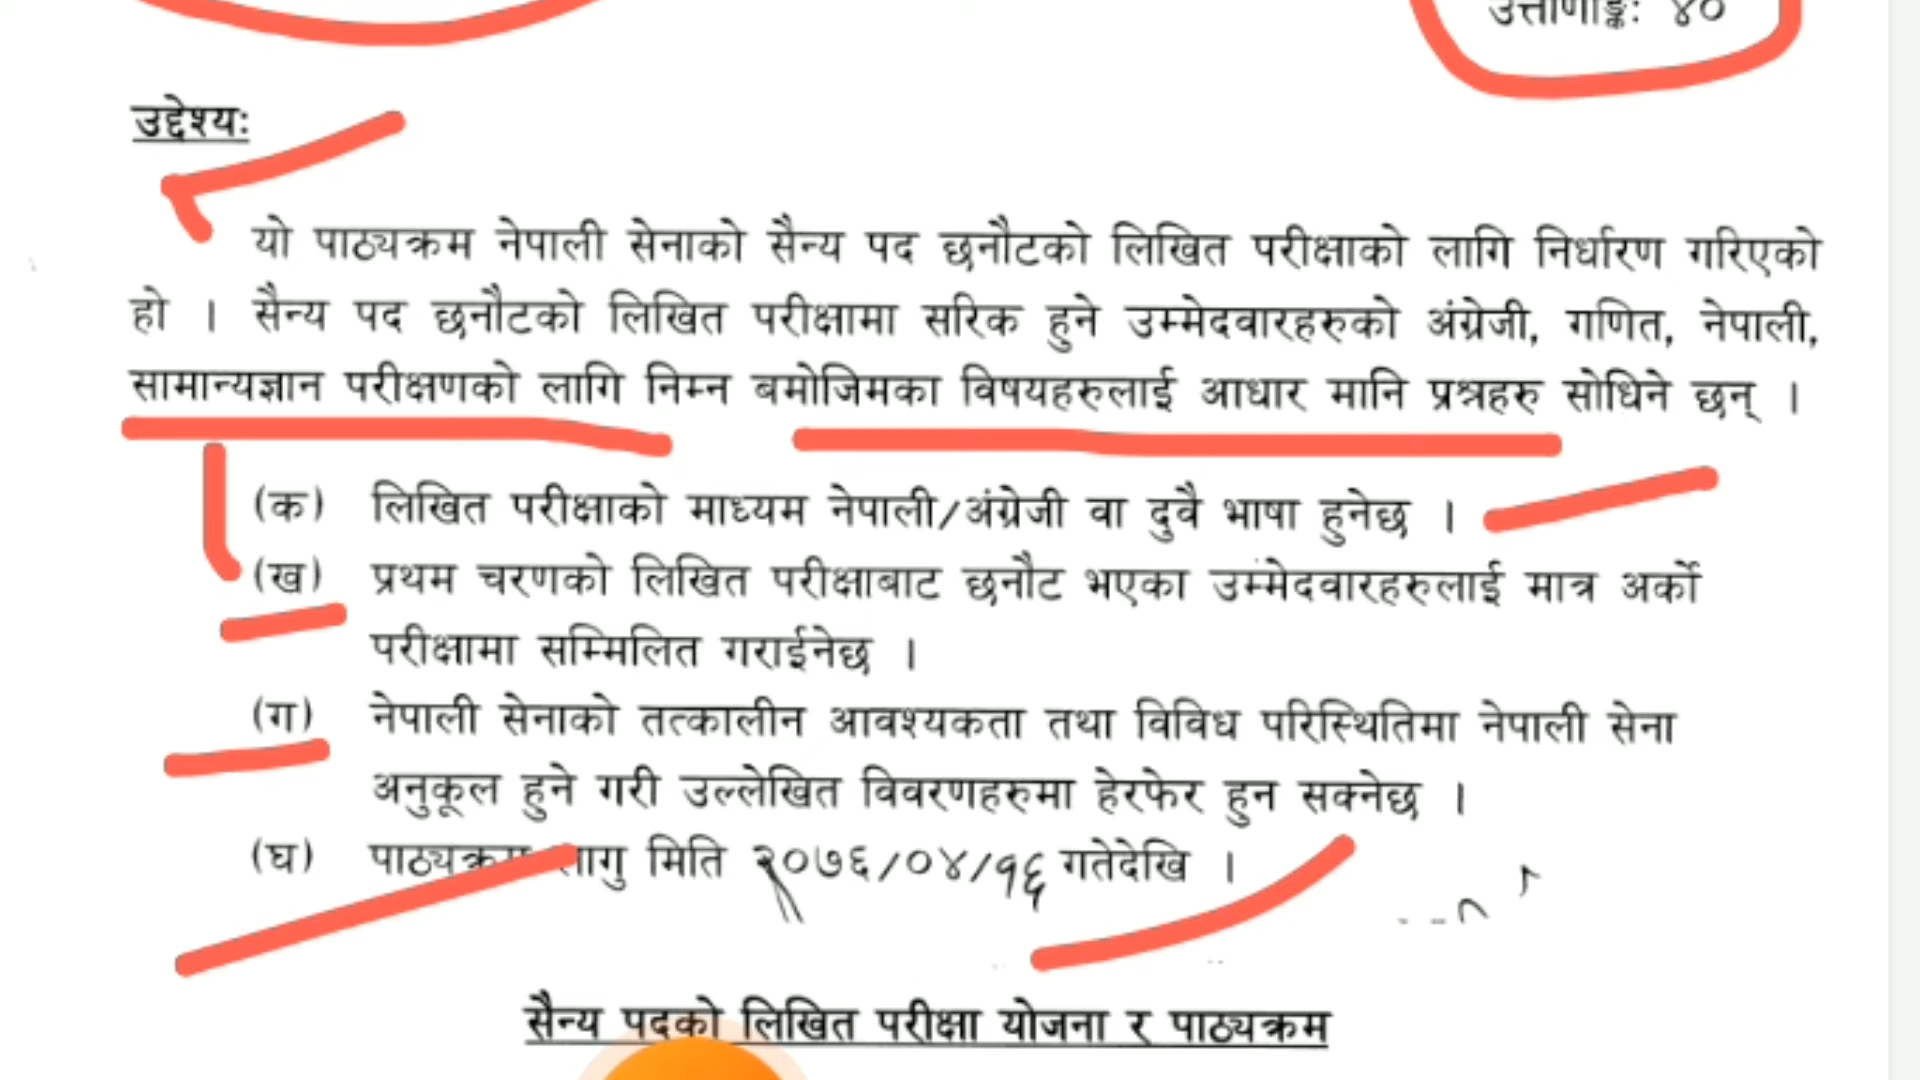 उत्तीर्णाङ्कः ४०
उद्देश्यः
यो पाठ्यक्रम नेपाली सेनाको सैन्य पद छनौटको लिखित परीक्षाको लागि निर्धारण गरिएको
हो । सैन्य पद छनौटको लिखित परीक्षामा सरिक हुने उम्मेदवारहरुको अंग्रेजी, गणित, नेपाली,
सामान्यज्ञान परीक्षणको लागि निम्न बमोजिमका विषयहरुलाई आधार मानि प्रश्नहरु सोधिने छन् ।
(क) लिखित परीक्षाको माध्यम नेपाली/अंग्रेजी वा दुवै भाषा हुनेछ ।
(ख) प्रथम चरणको लिखित परीक्षाबाट छनौट भएका उम्मेदवारहरुलाई मात्र अर्को
परीक्षामा सम्मिलित गराईनेछ ।
(ग) नेपाली सेनाको तत्कालीन आवश्यकता तथा विविध परिस्थितिमा नेपाली सेना
अनुकूल हुने गरी उल्लेखित विवरणहरुमा हेरफेर हुन सक्नेछ ।
(घ) पाठ्यक्रम लागु मिति २०७६/०४/१६ गतेदेखि ।
सैन्य पदको लिखित परीक्षा योजना र पाठ्यक्रम